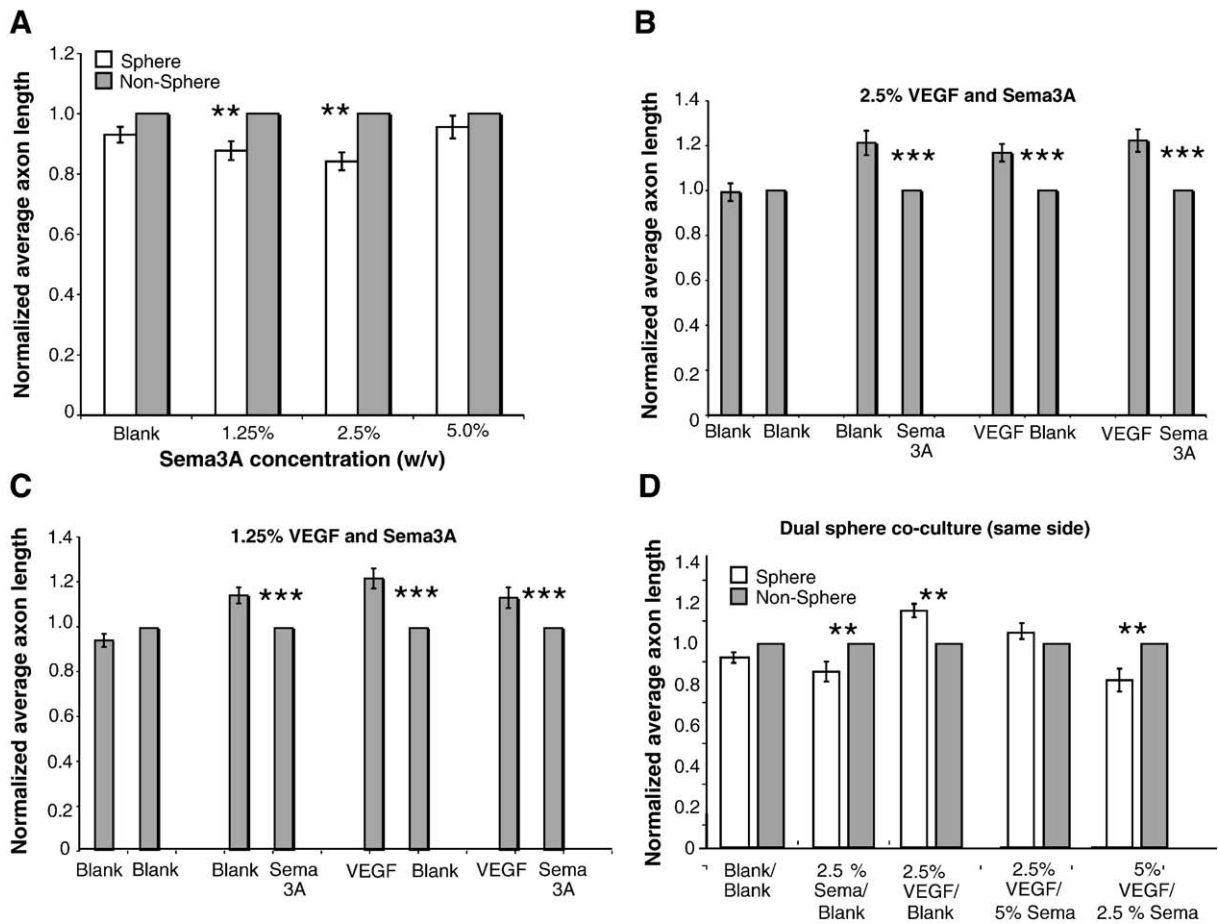 A
Normalized average axon length
1.2
1.0
0.8
0.6
0.4
0.2
0
Sphere
Non-Sphere
**
**
Blank
1.25%
2.5%
5.0%
Sema3A concentration (w/v)
B
2.5% VEGF and Sema3A
Normalized average axon length
1.4
1.2
1.0
0.8
0.6
0.4
0.2
0
***
***
***
Blank Blank Blank Sema VEGF Blank VEGF Sema
3A 3A
C
1.25% VEGF and Sema3A
Normalized average axon length
1.4
1.2
1.0
0.8
0.6
0.4
0.2
0
***
***
***
Blank Blank Blank Sema VEGF Blank VEGF Sema
3A 3A
D
Dual sphere co-culture (same side)
Normalized average axon length
1.4
1.2
1.0
0.8
0.6
0.4
0.2
0
Sphere
Non-Sphere
**
**
**
Blank/
Blank
2.5 %
Sema/
Blank
2.5%
VEGF/
Blank
2.5%
VEGF/
5% Sema
5%'
VEGF/
2.5 % Sema